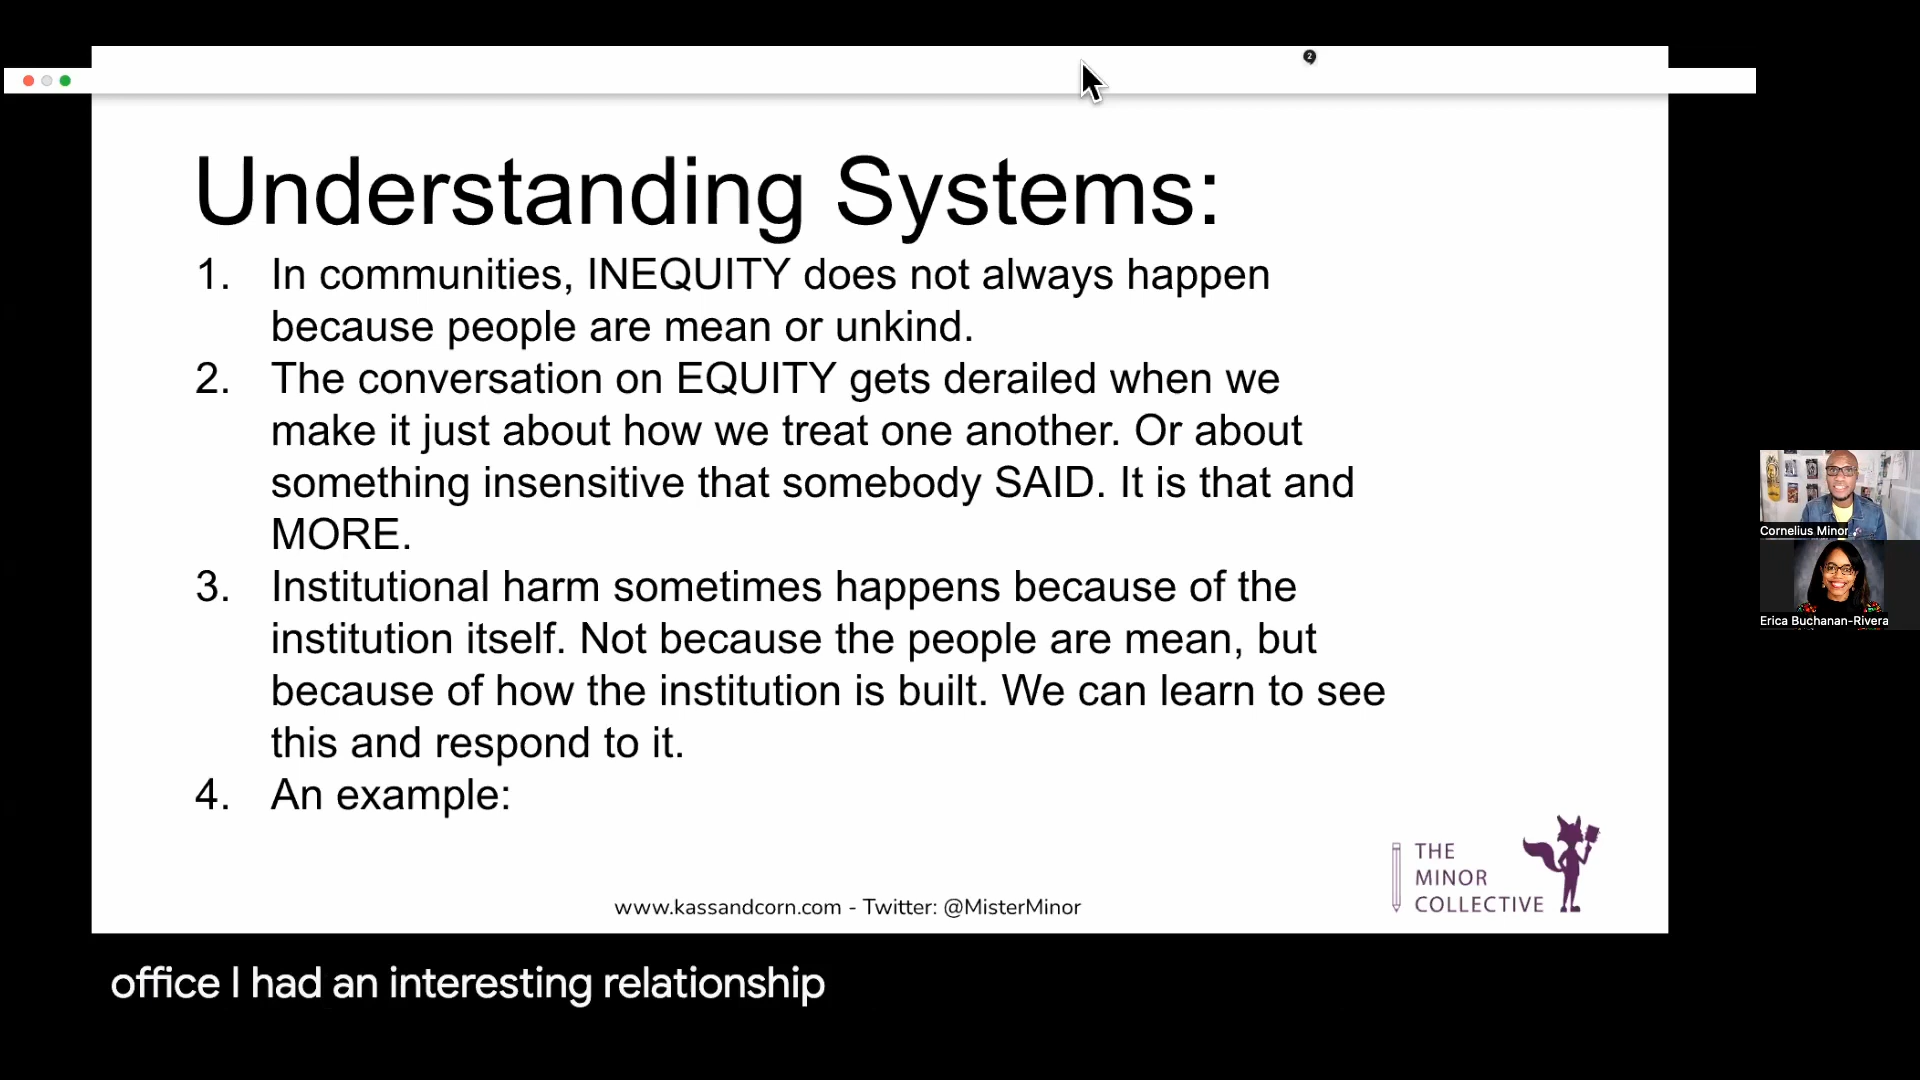 2
Understanding Systems:
1. In communities, INEQUITY does not always happen
because people are mean or unkind.
2. The conversation on EQUITY gets derailed when we
make it just about how we treat one another. Or about
something insensitive that somebody SAID. It is that and
MORE.
3. Institutional harm sometimes happens because of the
institution itself. Not because the people are mean, but
because of how the institution is built. We can learn to see
this and respond to it.
4. An example:
THE
MINOR
COLLECTIVE
www.kassandcorn.com - Twitter: @MisterMinor
Cornelius Minor
Erica Buchanan-Rivera
office I had an interesting relationship